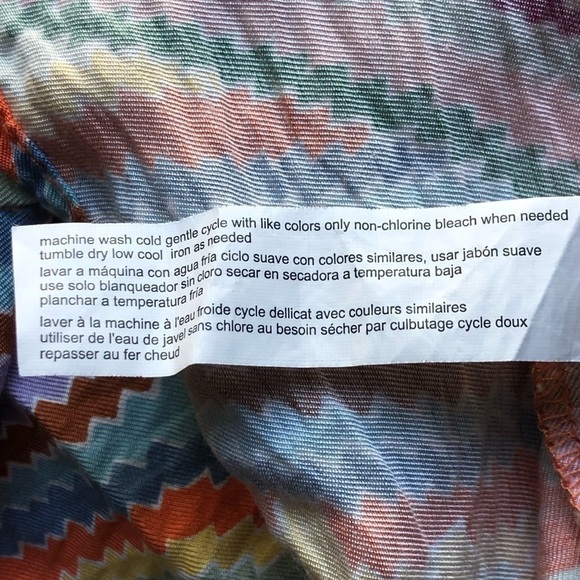 machine wash cold gentle cycle with like colors only non-chlorine bleach when needed
tumble dry low cool iron as needed
lavar a máquina con agua fría ciclo suave con colores similares, usar jabón suave
use solo blanqueador sin cloro secar en secadora a temperatura baja
planchar a temperatura fría
laver à la machine à l'eau froide cycle dellicat avec couleurs similaires
utiliser de l'eau de javel sans chlore au besoin sécher par culbutage cycle doux
repasser au fer cheud